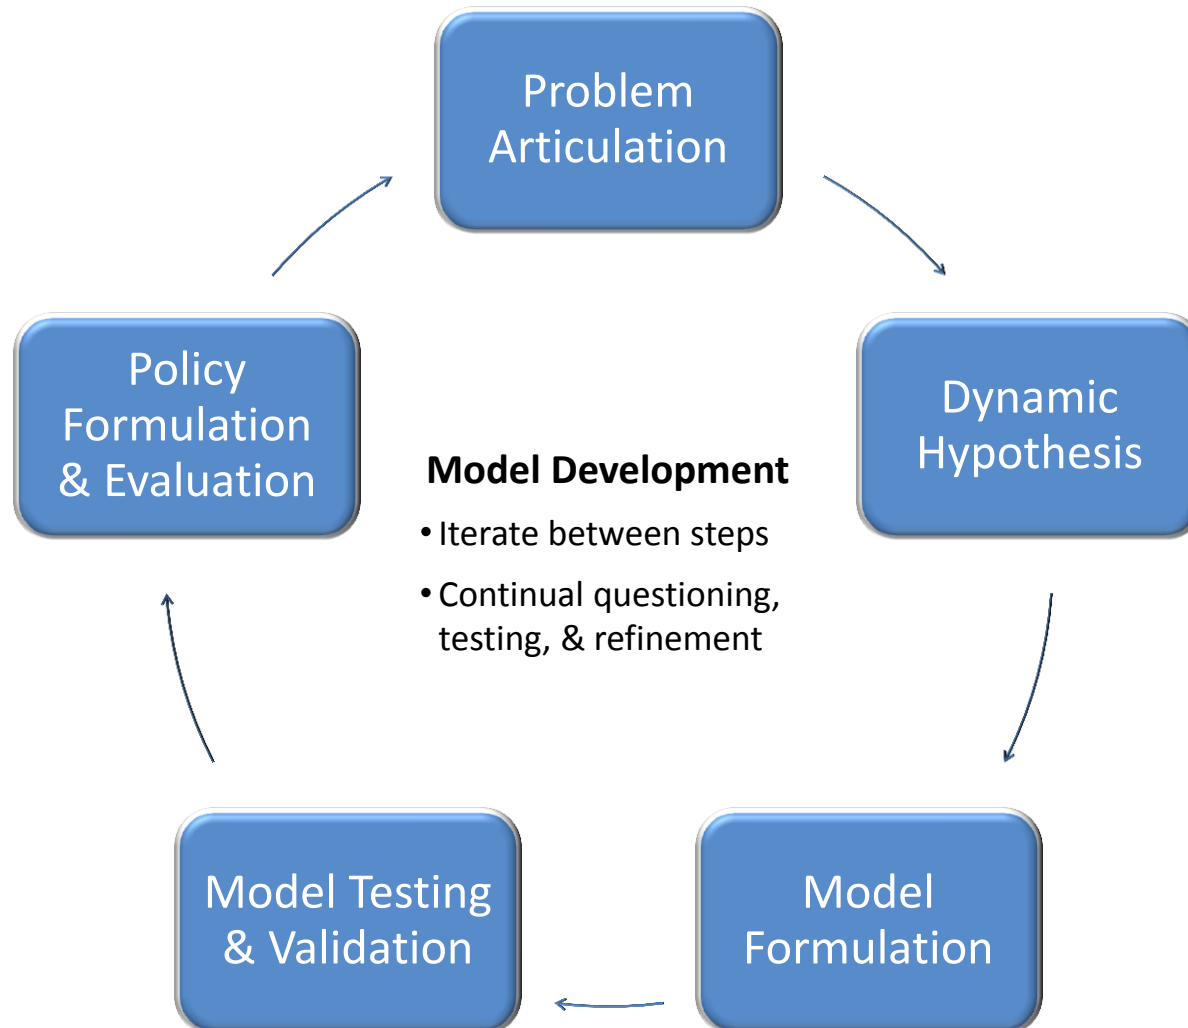 Problem
Articulation
Dynamic
Hypothesis
Model
Formulation
Model Testing
& Validation
Policy
Formulation
& Evaluation
Model Development
• Iterate between steps
• Continual questioning,
testing, & refinement